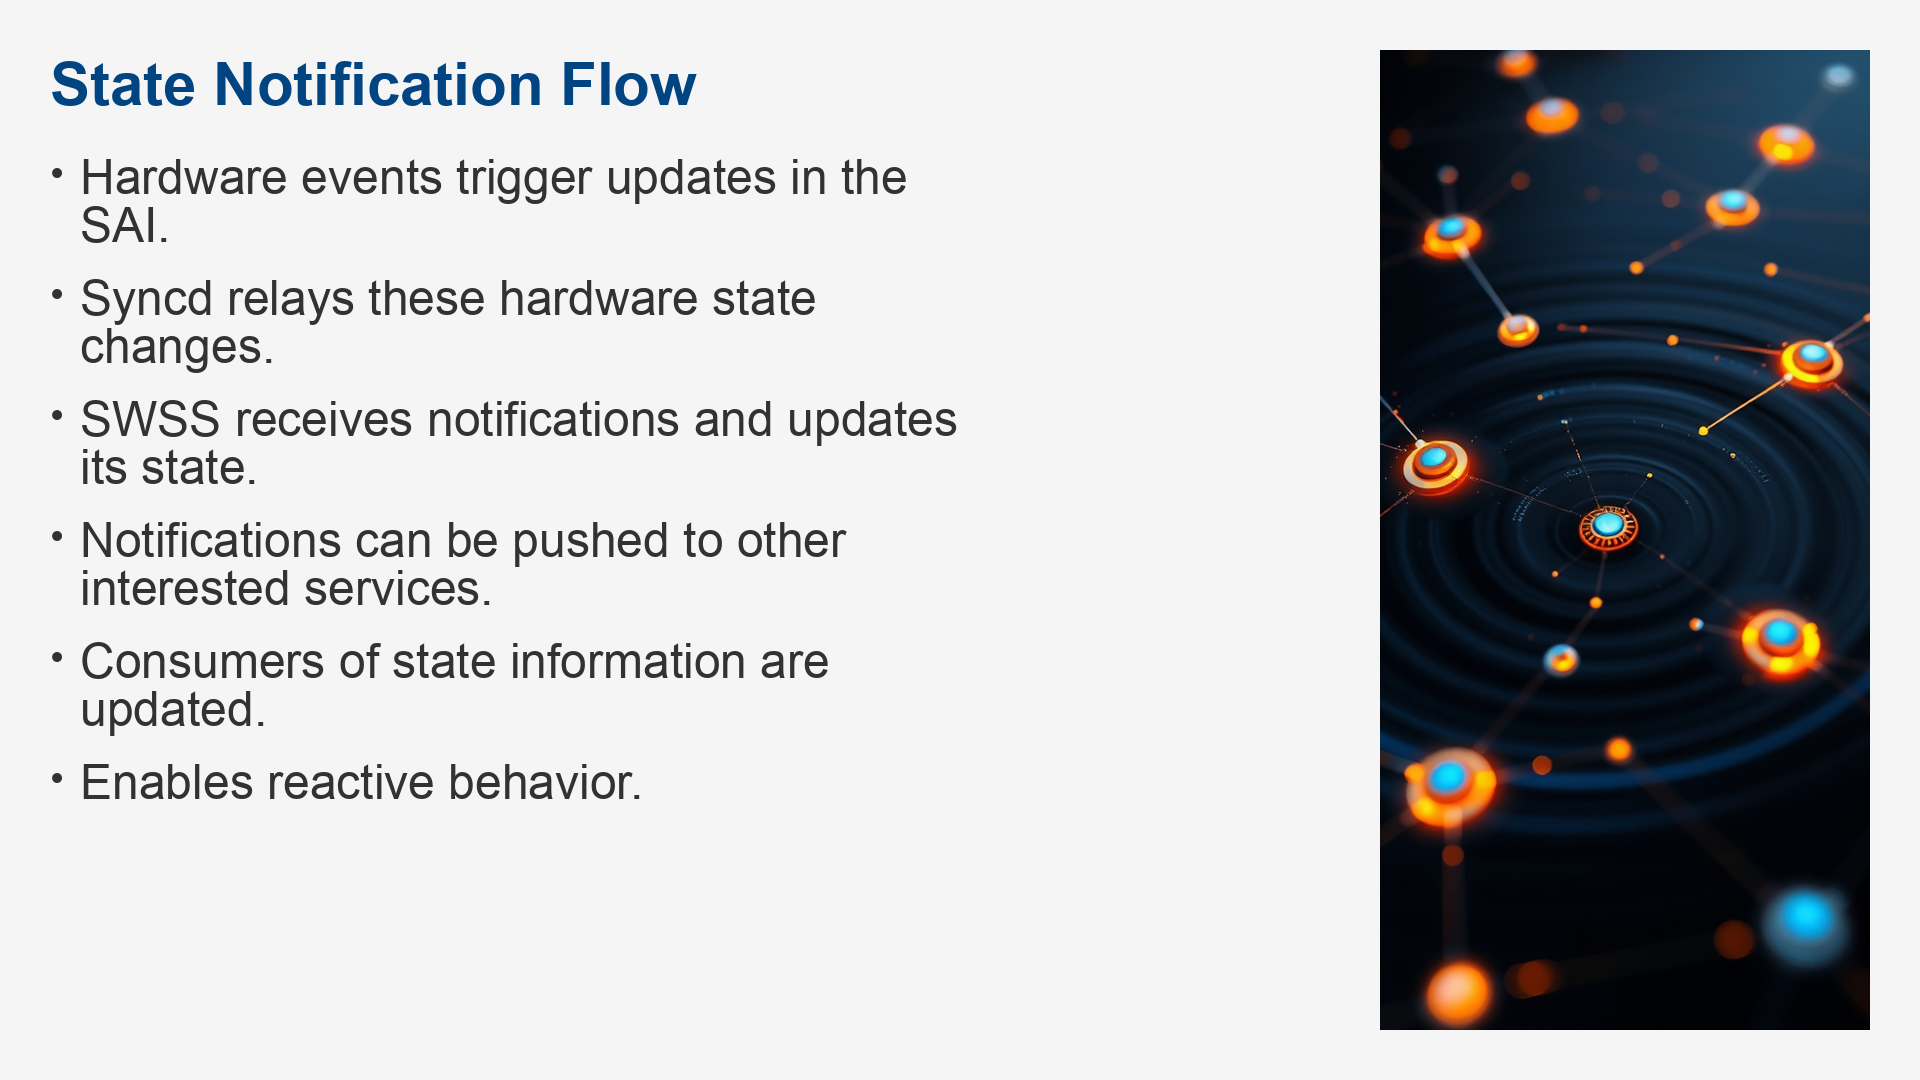 State Notification Flow
• Hardware events trigger updates in the
SAI.
• Syncd relays these hardware state
changes.
• SWSS receives notifications and updates
its state.
• Notifications can be pushed to other
interested services.
• Consumers of state information are
updated.
• Enables reactive behavior.